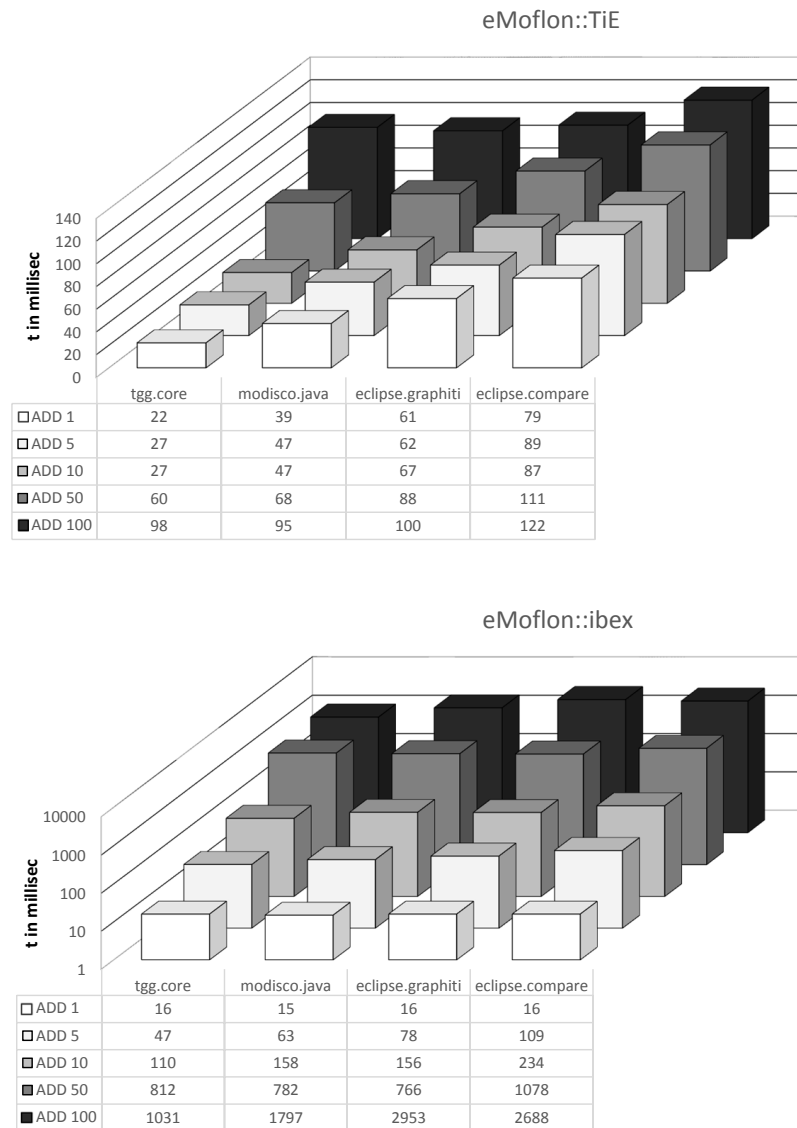 eMoflon::TiE
t in millisec
140
120
100
80
60
40
20
0
tgg.core modisco.java eclipse.graphiti eclipse.compare
ADD 1 22 39 61 79
ADD 5 27 47 62 89
ADD 10 27 47 67 87
ADD 50 60 68 88 111
ADD 100 98 95 100 122
eMoflon::ibex
t in millisec
10000
1000
100
10
1
tgg.core modisco.java eclipse.graphiti eclipse.compare
ADD 1 16 15 16 16
ADD 5 47 63 78 109
ADD 10 110 158 156 234
ADD 50 812 782 766 1078
ADD 100 1031 1797 2953 2688